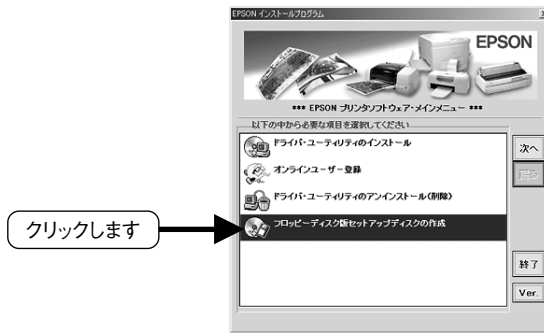 EPSON インストールプログラム
EPSON
*** EPSON プリンタソフトウェア・メインメニュー ***
以下の中から必要な項目を選択してください
ドライバ・ユーティリティのインストール
オンラインユーザー登録
ドライバ・ユーティリティのアンインストール(削除)
フロッピーディスク版セットアップディスクの作成
次へ
戻る
終了
Ver.
クリックします